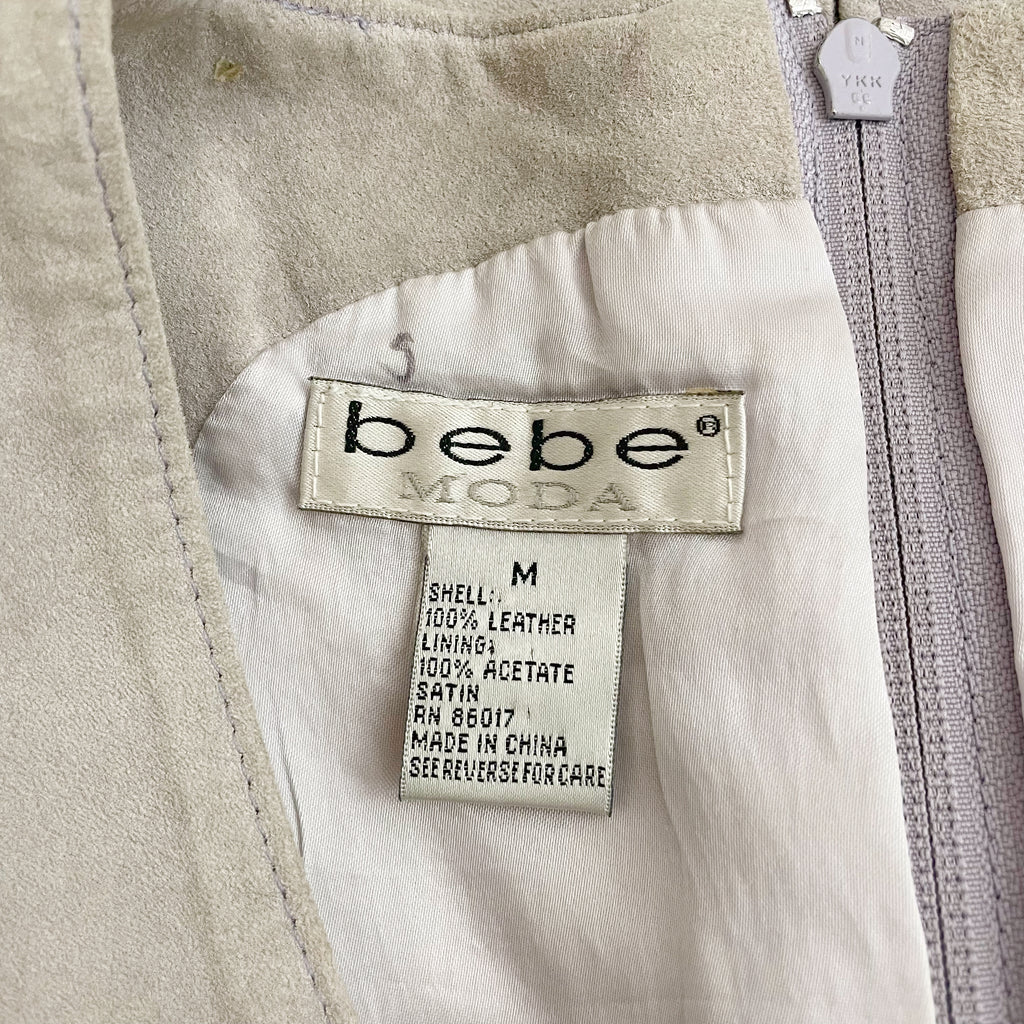 N
YKK
bebe®
MODA
M
SHELL:
100% LEATHER
LINING:
100% ACETATE
SATIN
RN 86017
MADE IN CHINA
SEE REVERSE FOR CARE